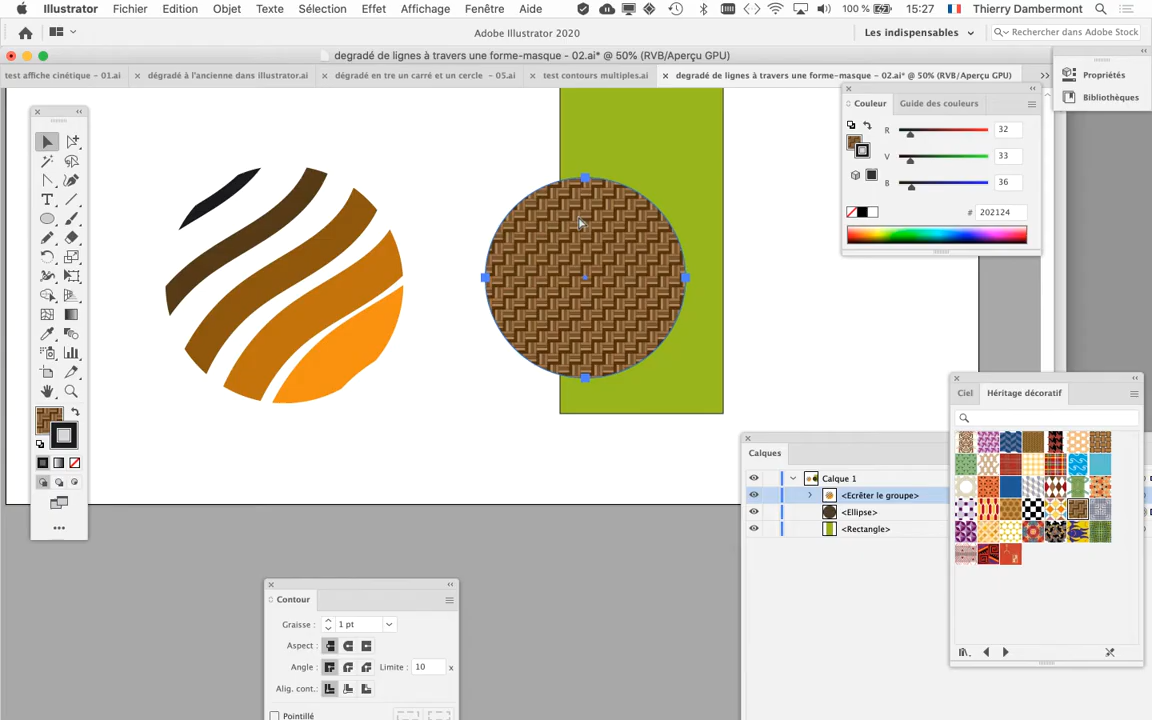 Illustrator Fichier Edition Objet Texte Sélection Effet Affichage Fenêtre Aide 100 % 15:27 Thierry Dambermont
Adobe Illustrator 2020 Les indispensables Rechercher dans Adobe Stock
degradé de lignes à travers une forme-masque - 02.ai* @ 50% (RVB/Aperçu GPU)
test affiche cinétique - 01.ai dégradé à l'ancienne dans illustrator.ai dégradé en tre un carré et un cercle - 05.ai test contours multiples.ai degradé de lignes à travers une forme-masque - 02.ai* @ 50% (RVB/Aperçu GPU)
Propriétés
Bibliothèques
Couleur Guide des couleurs
R 32
V 33
B 36
# 202124
Ciel Héritage décoratif
Calques
Calque 1
<Ecrêter le groupe>
<Ellipse>
<Rectangle>
Contour
Graisse : 1 pt
Aspect :
Angle : Limite : 10 x
Alig. cont.:
Pointillé